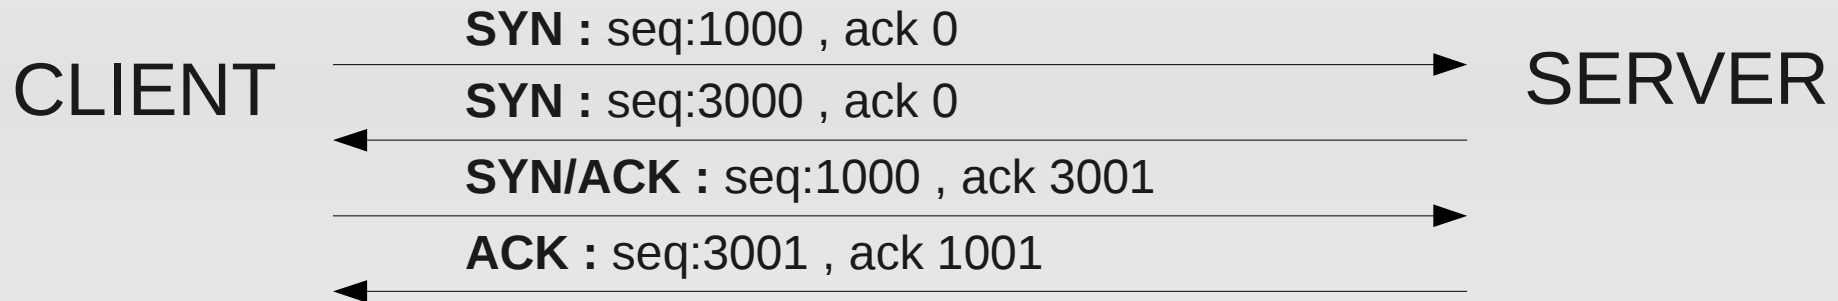 SYN : seq:1000 , ack 0
CLIENT
SERVER
SYN : seq:3000 , ack 0
SYN/ACK : seq:1000 , ack 3001
ACK : seq:3001 , ack 1001